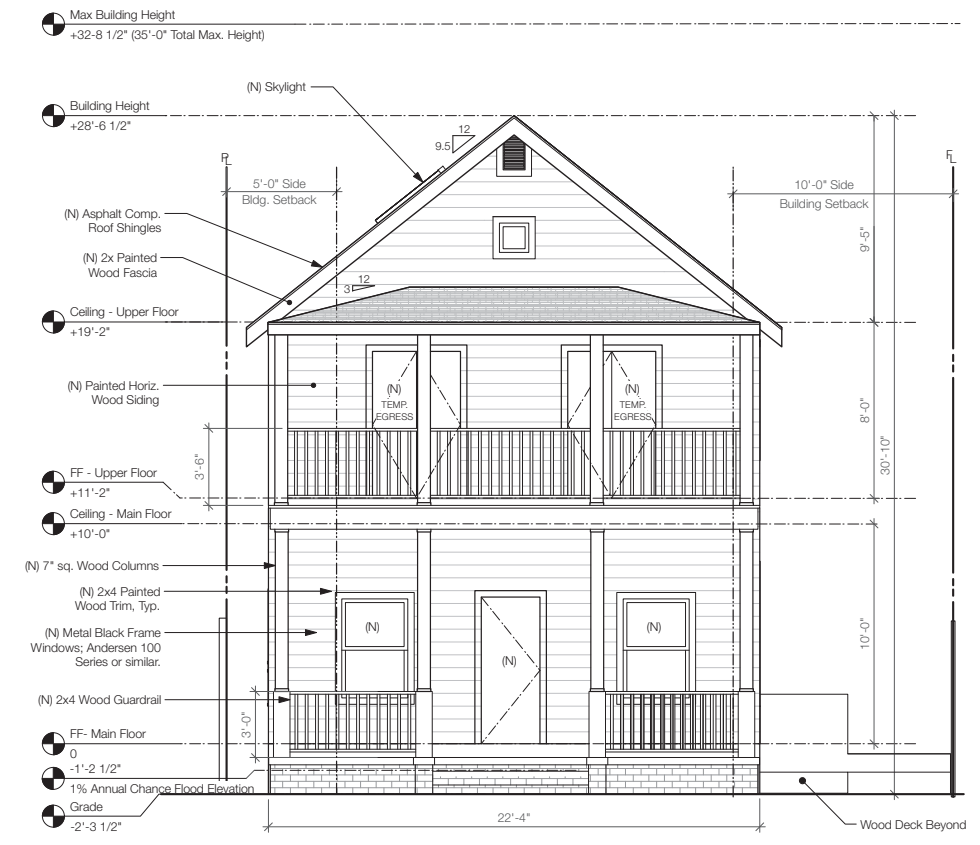 Max Building Height
+32-8 1/2" (35'-0" Total Max. Height)
(N) Skylight
Building Height
+28'-6 1/2"
12
9.5
PL
5'-0" Side
Bldg. Setback
10'-0" Side
Building Setback
(N) Asphalt Comp.
Roof Shingles
9'-5"
(N) 2x Painted
Wood Fascia
12
3
Ceiling - Upper Floor
+19'-2"
(N) Painted Horiz.
Wood Siding
(N)
TEMP.
EGRESS
(N)
TEMP.
EGRESS
8'-0"
30'-10"
3'-6"
FF - Upper Floor
+11'-2"
Ceiling - Main Floor
+10'-0"
(N) 7" sq. Wood Columns
(N) 2x4 Painted
Wood Trim, Typ.
(N) Metal Black Frame
Windows; Andersen 100
Series or similar.
(N)
(N)
(N)
10'-0"
(N) 2x4 Wood Guardrail
3'-0"
FF- Main Floor
0
-1'-2 1/2"
1% Annual Chance Flood Elevation
Grade
-2'-3 1/2"
22'-4"
Wood Deck Beyond